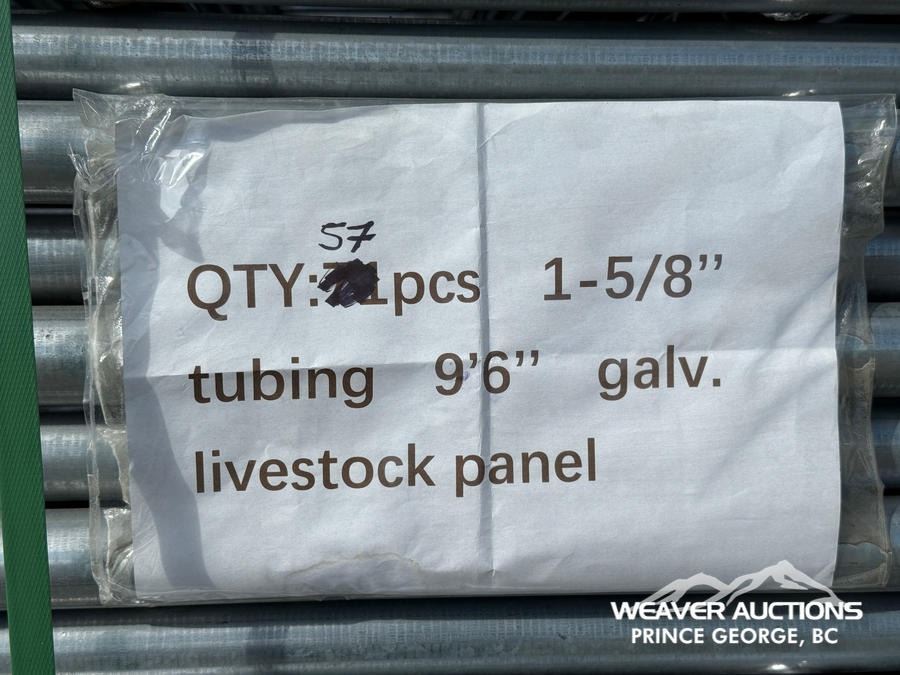 57
QTY: pcs 1-5/8’’
tubing 9’6’’ galv.
livestock panel
WEAVER AUCTIONS
PRINCE GEORGE, BC